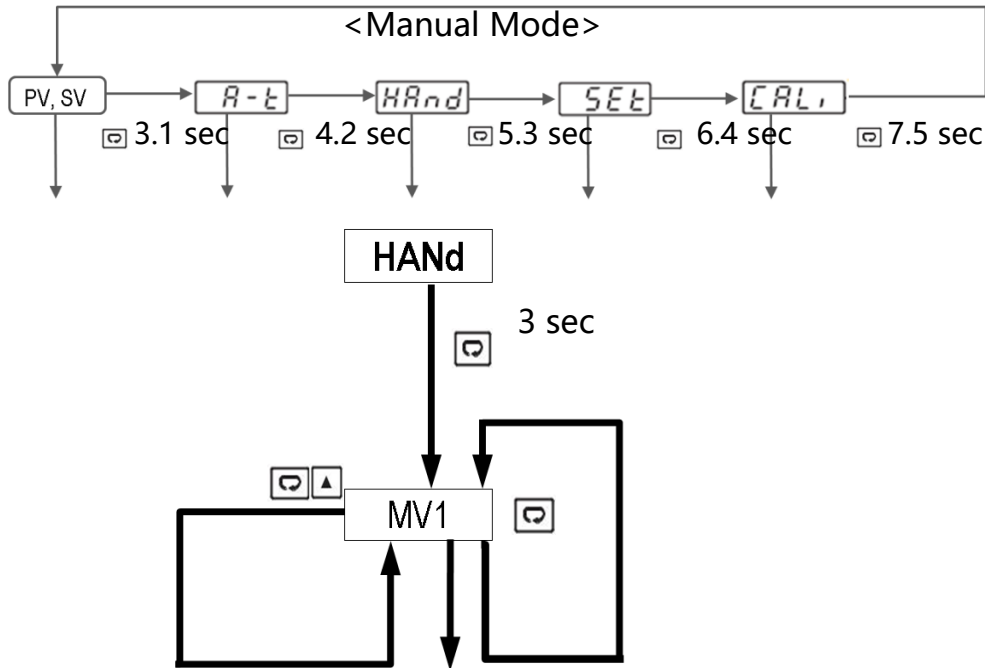 <Manual Mode>
PV, SV A-t HAnd SEt CALi
3.1 sec 4.2 sec 5.3 sec 6.4 sec 7.5 sec
HANd
3 sec
MV1